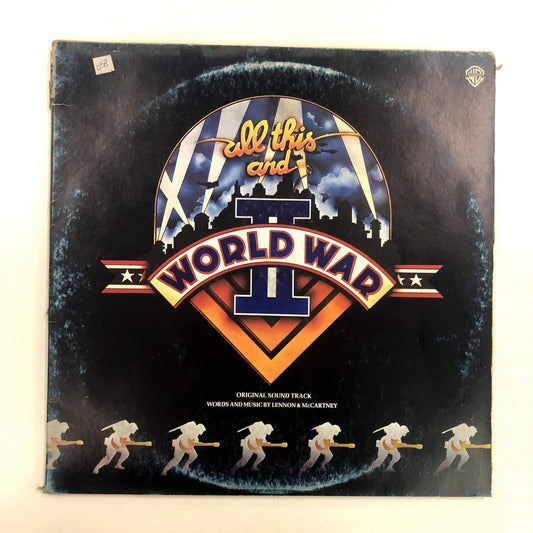 all this
and
II
WORLD WAR
ORIGINAL SOUND TRACK
WORDS AND MUSIC BY LENNON & McCARTNEY